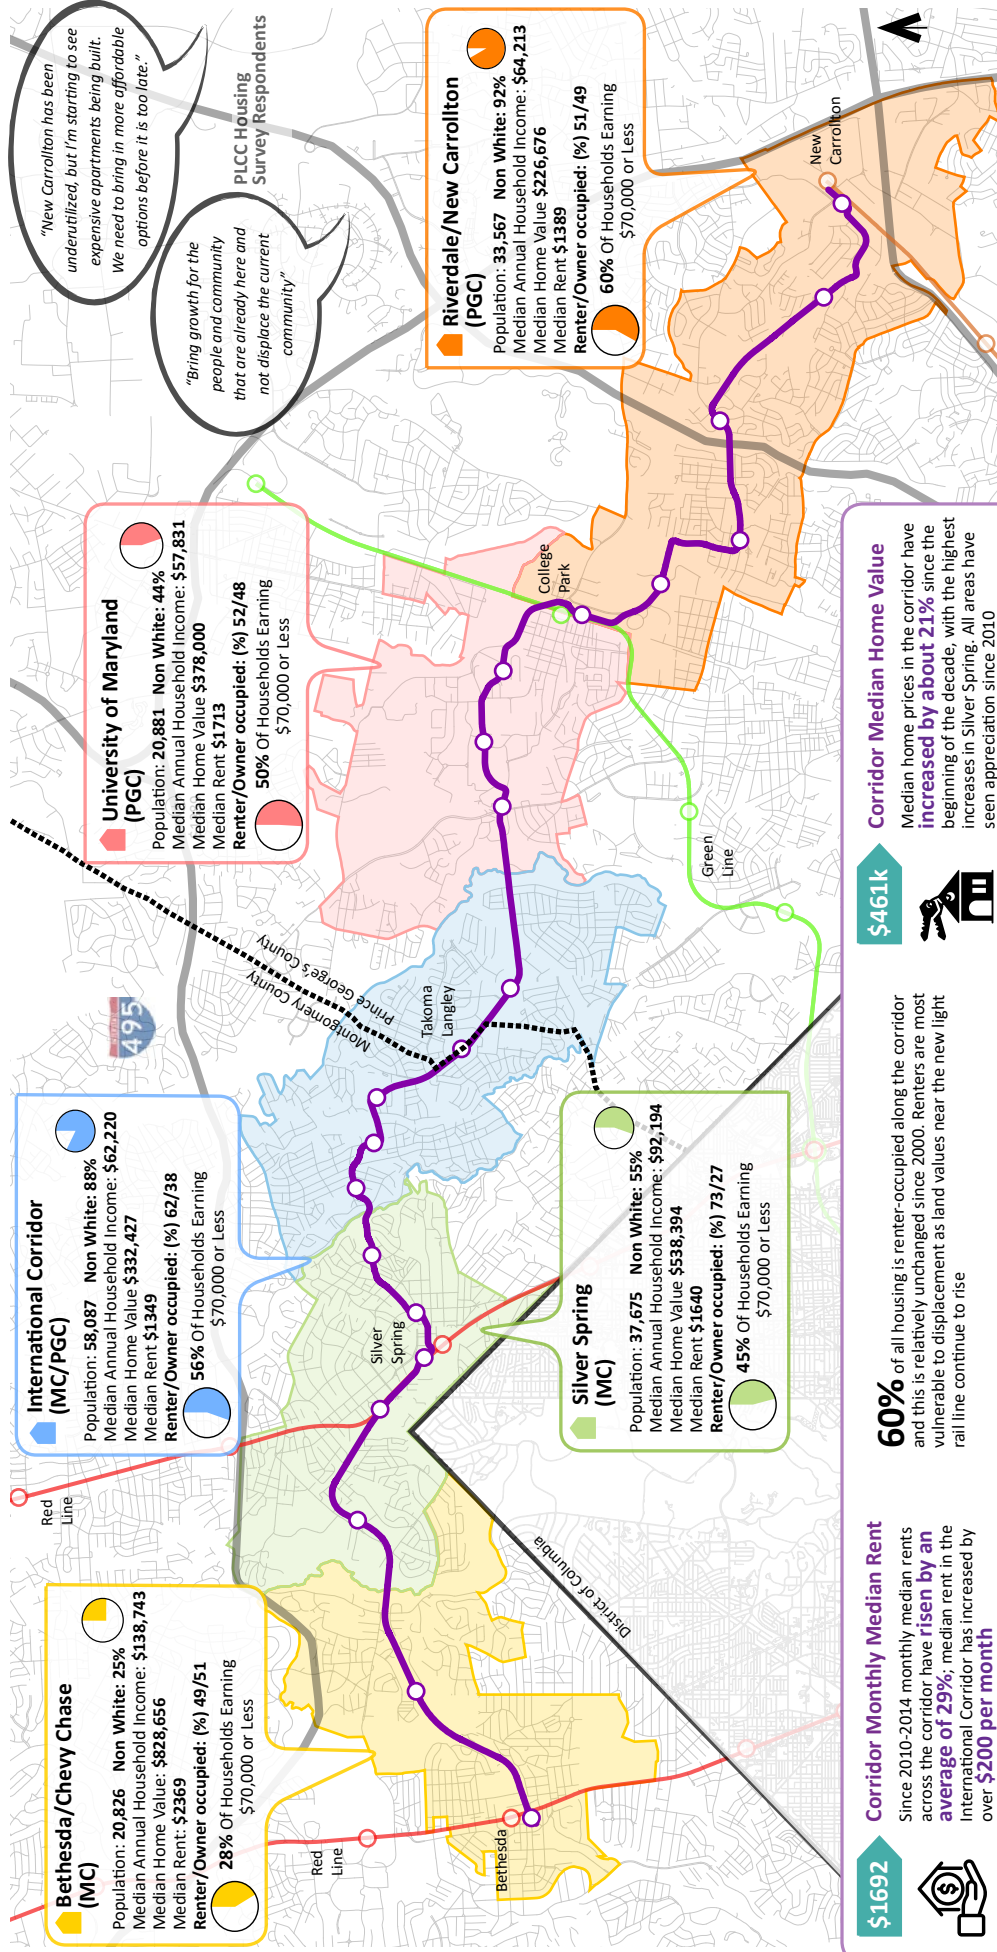 Bethesda/Chevy Chase
(MC)
Population: 20,826   Non White: 25%
Median Annual Household Income: $138,743
Median Home Value: $828,656
Median Rent: $2369
Renter/Owner occupied: (%) 49/51
28% Of Households Earning
$70,000 or Less
International Corridor
(MC/PGC)
Population: 58,087   Non White: 88%
Median Annual Household Income: $62,220
Median Home Value $332,427
Median Rent $1349
Renter/Owner occupied: (%) 62/38
56% Of Households Earning
$70,000 or Less
University of Maryland
(PGC)
Population: 20,881   Non White: 44%
Median Annual Household Income: $57,831
Median Home Value $378,000
Median Rent $1713
Renter/Owner occupied: (%) 52/48
50% Of Households Earning
$70,000 or Less
“New Carrollton has been
underutilized, but I’m starting to see
expensive apartments being built.
We need to bring in more affordable
options before it is too late.”
“Bring growth for the
people and community
that are already here and
not displace the current
community”
PLCC Housing
Survey Respondents
Riverdale/New Carrollton
(PGC)
Population: 33,567   Non White: 92%
Median Annual Household Income: $64,213
Median Home Value $226,676
Median Rent $1389
Renter/Owner occupied: (%) 51/49
60% Of Households Earning
$70,000 or Less
Silver Spring
(MC)
Population: 37,675   Non White: 55%
Median Annual Household Income: $92,194
Median Home Value $538,394
Median Rent $1640
Renter/Owner occupied: (%) 73/27
45% Of Households Earning
$70,000 or Less
Red
Line
Red
Line
495
Montgomery County
Prince George's County
Bethesda
Silver
Spring
Takoma
Langley
College
Park
New
Carrollton
Green
Line
District of Columbia
$1692
Corridor Monthly Median Rent
Since 2010-2014 monthly median rents
across the corridor have risen by an
average of 29%; median rent in the
International Corridor has increased by
over $200 per month
60% of all housing is renter-occupied along the corridor
and this is relatively unchanged since 2000. Renters are most
vulnerable to displacement as land values near the new light
rail line continue to rise
$461k
Corridor Median Home Value
Median home prices in the corridor have
increased by about 21% since the
beginning of the decade, with the highest
increases in Silver Spring. All areas have
seen appreciation since 2010